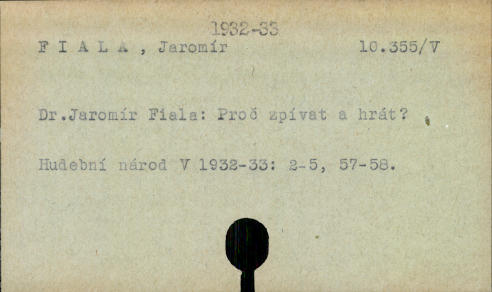 1932-33
F I A L A , Jaromír 10.355/V
Dr.Jaromír Fiala: Proč zpívat a hrát?
Hudební národ V 1932-33: 2-5, 57-58.